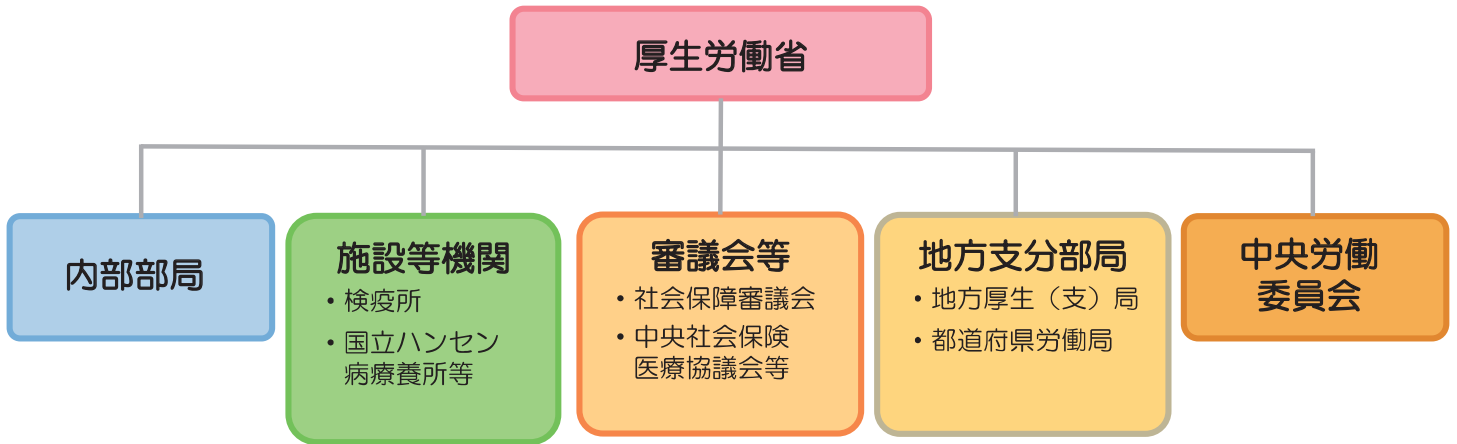 厚生労働省
内部部局
施設等機関
・検疫所
・国立ハンセン
病療養所等
審議会等
・社会保障審議会
・中央社会保険
医療協議会等
地方支分部局
・地方厚生（支）局
・都道府県労働局
中央労働
委員会